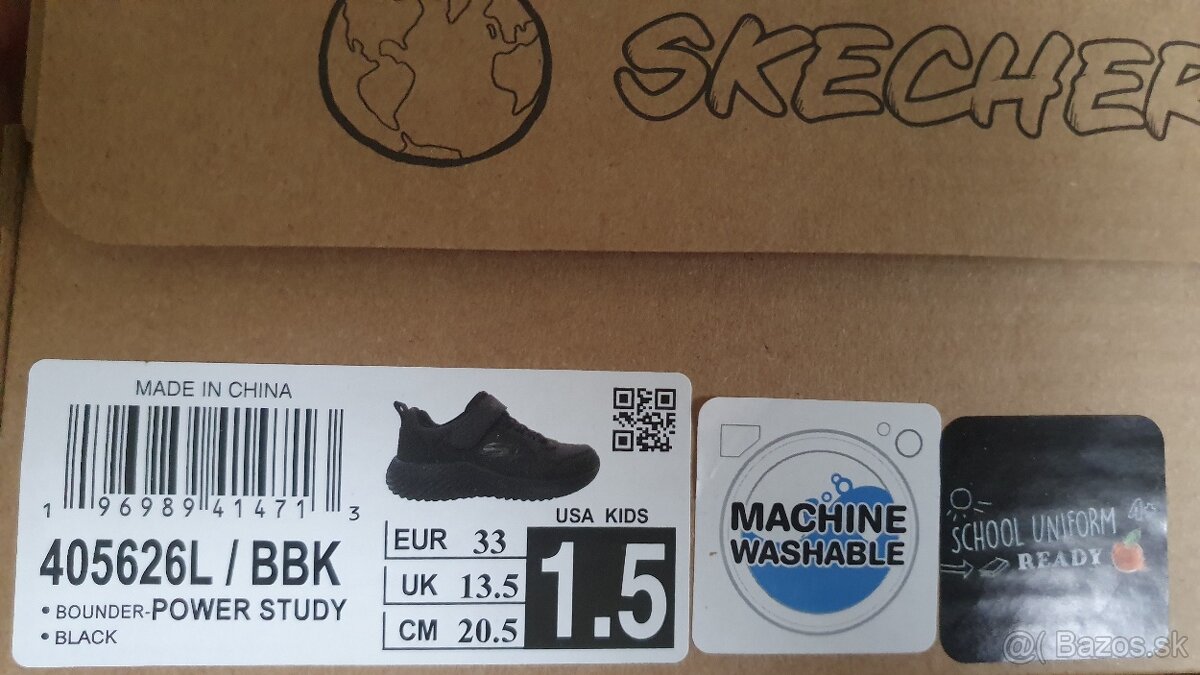 SKECHER
MADE IN CHINA
1 96989 41471 3
405626L / BBK
• BOUNDER-POWER STUDY
• BLACK
EUR 33
UK 13.5
CM 20.5
USA KIDS
1.5
MACHINE
WASHABLE
SCHOOL UNIFORM
READY
@( Bazos.sk